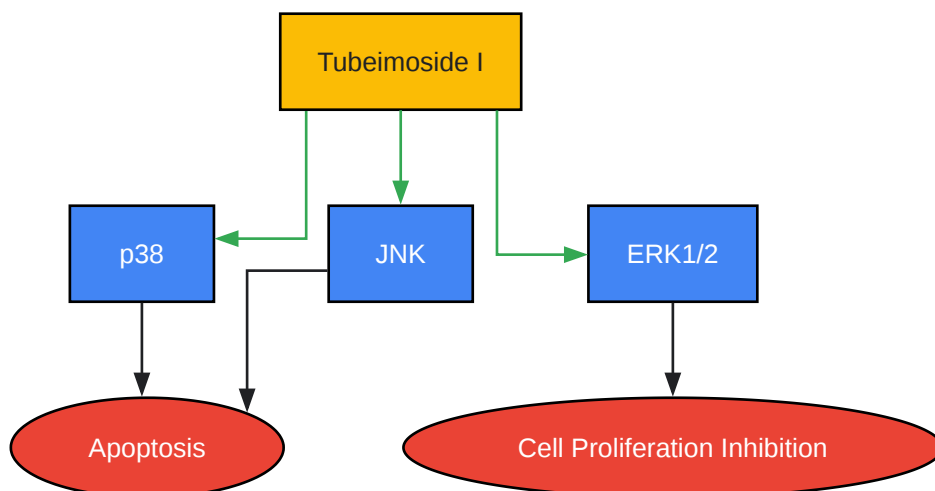 Tubeimoside I
p38
JNK
ERK1/2
Apoptosis
Cell Proliferation Inhibition